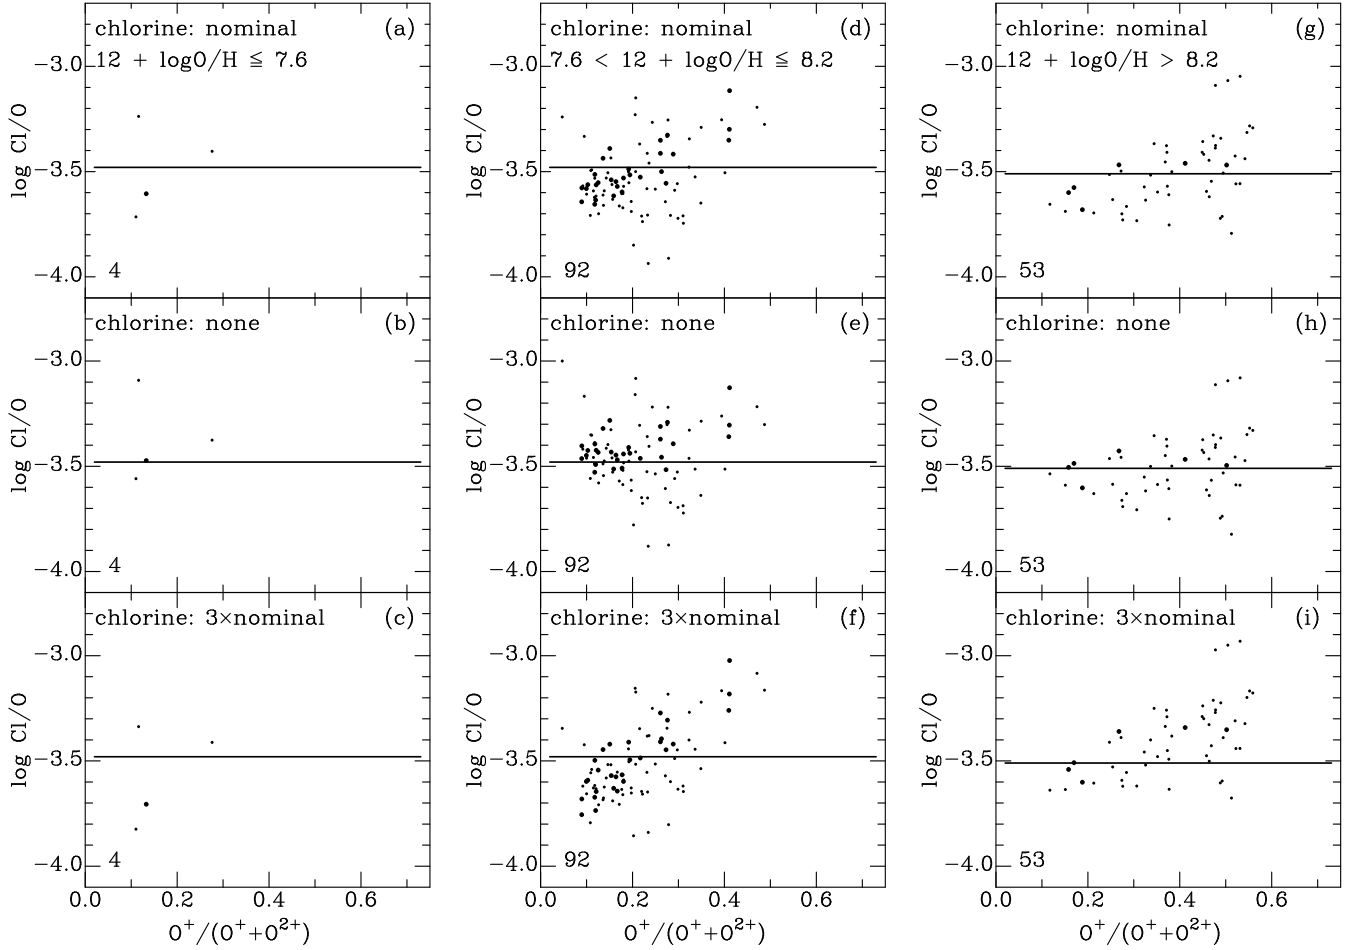 chlorine: nominal (a)
12 + logO/H ≦ 7.6
−3.0
−3.5
−4.0
log Cl/O
4
chlorine: nominal (d)
7.6 < 12 + logO/H ≦ 8.2
−3.0
−3.5
−4.0
log Cl/O
92
chlorine: nominal (g)
12 + logO/H > 8.2
−3.0
−3.5
−4.0
log Cl/O
53
chlorine: none (b)
−3.0
−3.5
−4.0
log Cl/O
4
chlorine: none (e)
−3.0
−3.5
−4.0
log Cl/O
92
chlorine: none (h)
−3.0
−3.5
−4.0
log Cl/O
53
chlorine: 3×nominal (c)
−3.0
−3.5
−4.0
log Cl/O
4
0.0 0.2 0.4 0.6
O⁺/(O⁺+O²⁺)
chlorine: 3×nominal (f)
−3.0
−3.5
−4.0
log Cl/O
92
0.0 0.2 0.4 0.6
O⁺/(O⁺+O²⁺)
chlorine: 3×nominal (i)
−3.0
−3.5
−4.0
log Cl/O
53
0.0 0.2 0.4 0.6
O⁺/(O⁺+O²⁺)